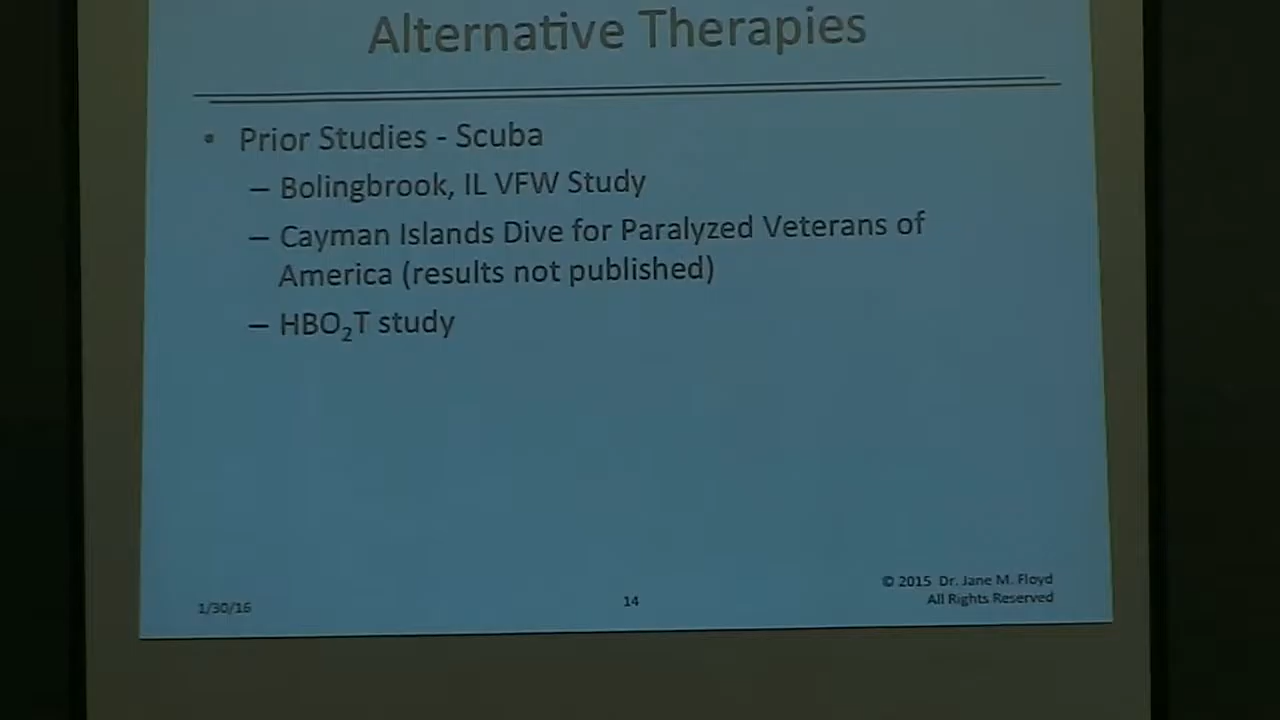 Alternative Therapies
• Prior Studies - Scuba
– Bolingbrook, IL VFW Study
– Cayman Islands Dive for Paralyzed Veterans of
America (results not published)
– HBO₂T study
1/30/16
14
© 2015 Dr. Jane M. Floyd
All Rights Reserved